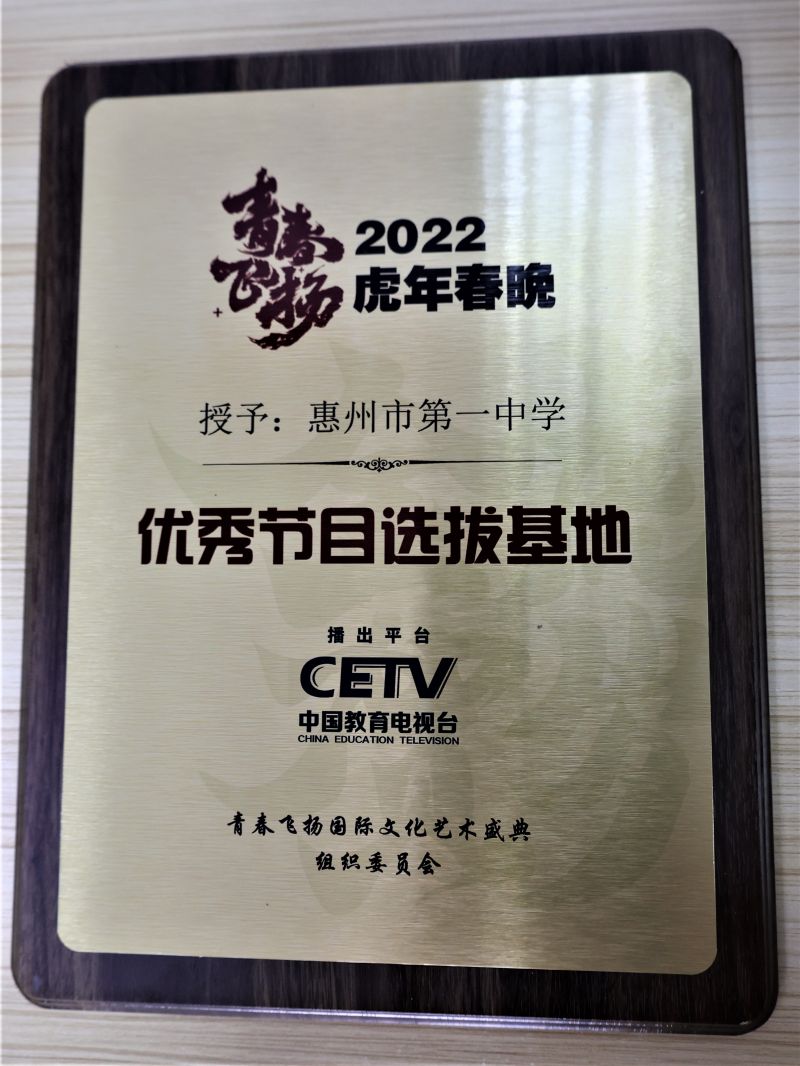 青春
飞扬
2022
虎年春晚
授予：惠州市第一中学
优秀节目选拔基地
播出平台
CETV
中国教育电视台
CHINA EDUCATION TELEVISION
青春飞扬国际文化艺术盛典
组织委员会